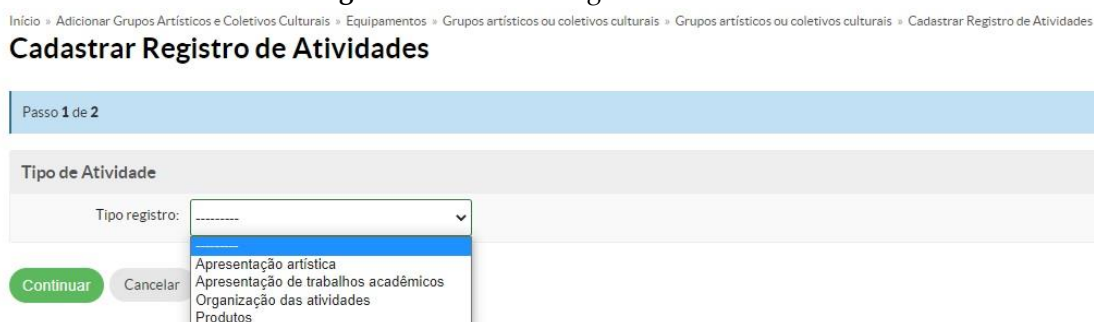 Início » Adicionar Grupos Artísticos e Coletivos Culturais » Equipamentos » Grupos artísticos ou coletivos culturais » Grupos artísticos ou coletivos culturais » Cadastrar Registro de Atividades
Cadastrar Registro de Atividades
Passo 1 de 2
Tipo de Atividade
Tipo registro: ---------
---------
Apresentação artística
Continuar Cancelar Apresentação de trabalhos acadêmicos
Organização das atividades
Produtos